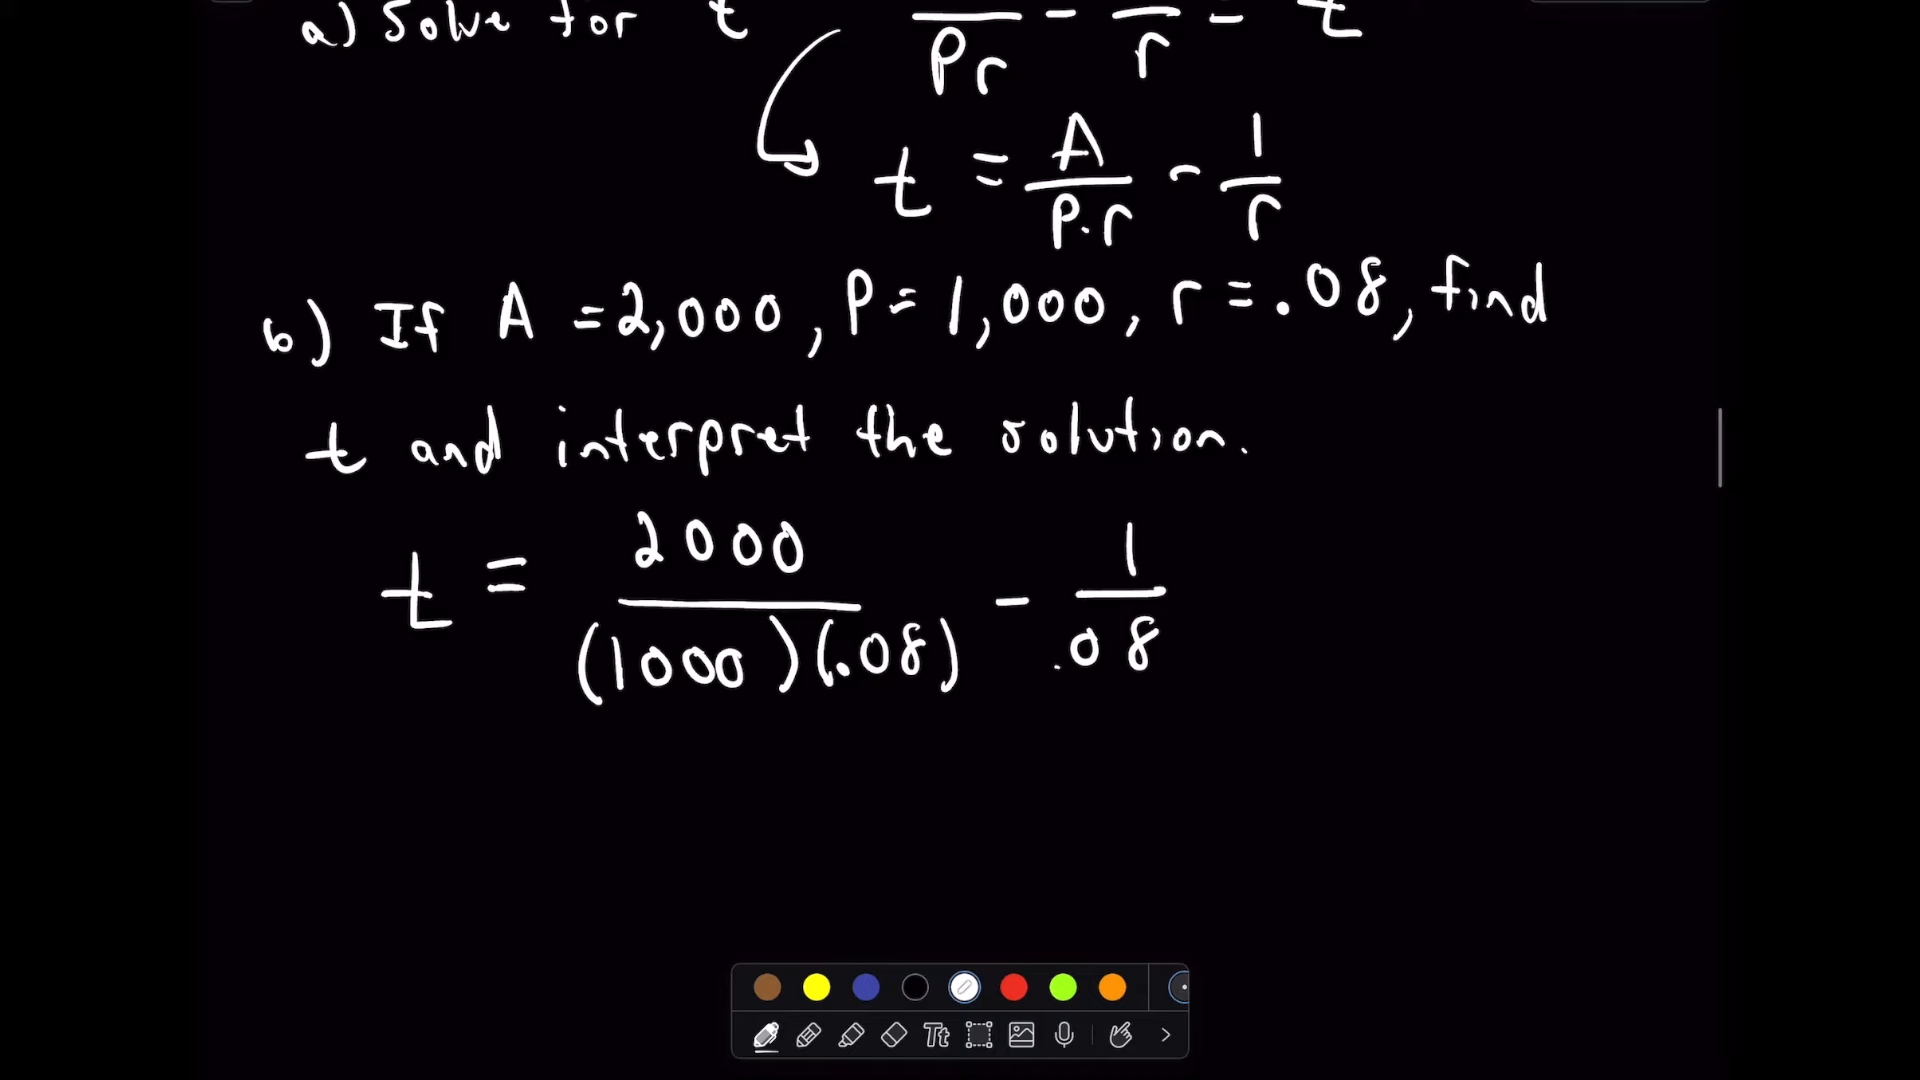 a) Solve for t   /Pr - /r = t
t = A/P·r - 1/r
b) If A = 2,000, P = 1,000, r = .08, find
t and interpret the solution.
t = 2000/(1000)(.08) - 1/.08
Tt